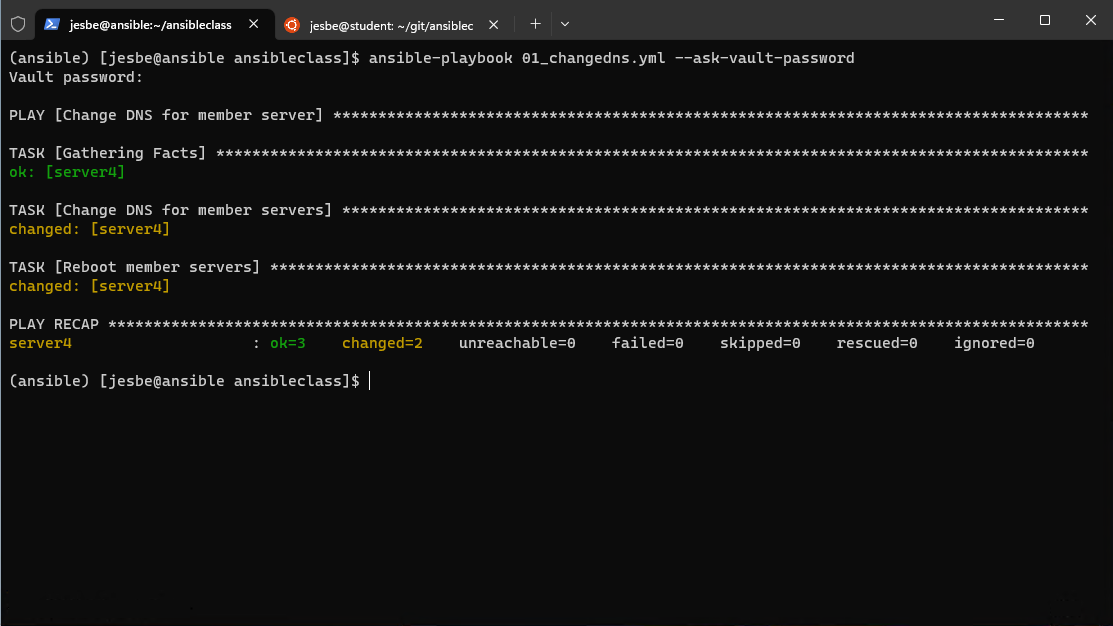 jesbe@ansible:~/ansibleclass
jesbe@student: ~/git/ansiblec
(ansible) [jesbe@ansible ansibleclass]$ ansible-playbook 01_changedns.yml --ask-vault-password
Vault password:
PLAY [Change DNS for member server] ************************************************************************************
TASK [Gathering Facts] *************************************************************************************************
ok: [server4]
TASK [Change DNS for member servers] ***********************************************************************************
changed: [server4]
TASK [Reboot member servers] *******************************************************************************************
changed: [server4]
PLAY RECAP *************************************************************************************************************
server4                    : ok=3    changed=2    unreachable=0    failed=0    skipped=0    rescued=0    ignored=0
(ansible) [jesbe@ansible ansibleclass]$